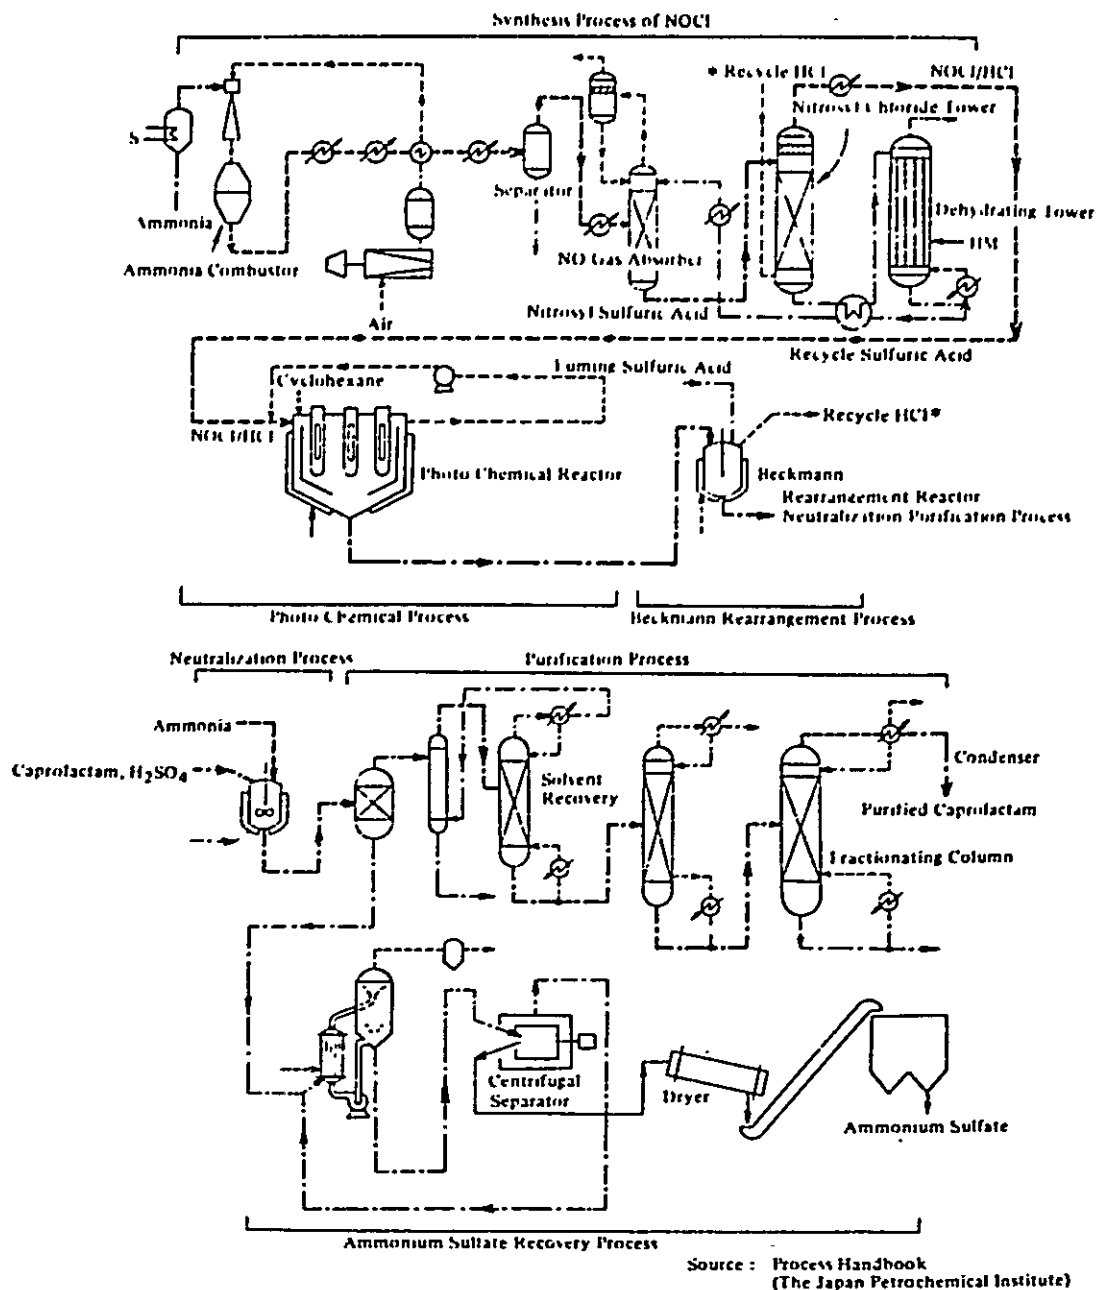 Synthesis Process of NOCl
* Recycle HCl
NOCl/HCl
Nitrosyl Chloride Tower
S
Separator
Ammonia
Dehydrating Tower
HM
NO Gas Absorber
Ammonia Combustor
Nitrosyl Sulfuric Acid
Air
Recycle Sulfuric Acid
Fuming Sulfuric Acid
Cyclohexane
Recycle HCl*
NOCl/HCl
Photo Chemical Reactor
Beckmann
Rearrangement Reactor
Neutralization Purification Process
Photo Chemical Process
Beckmann Rearrangement Process
Neutralization Process
Purification Process
Ammonia
Condenser
Caprolactam, H₂SO₄
Solvent
Recovery
Purified Caprolactam
Fractionating Column
Centrifugal
Separator
Dryer
Ammonium Sulfate
Ammonium Sulfate Recovery Process
Source : Process Handbook
(The Japan Petrochemical Institute)